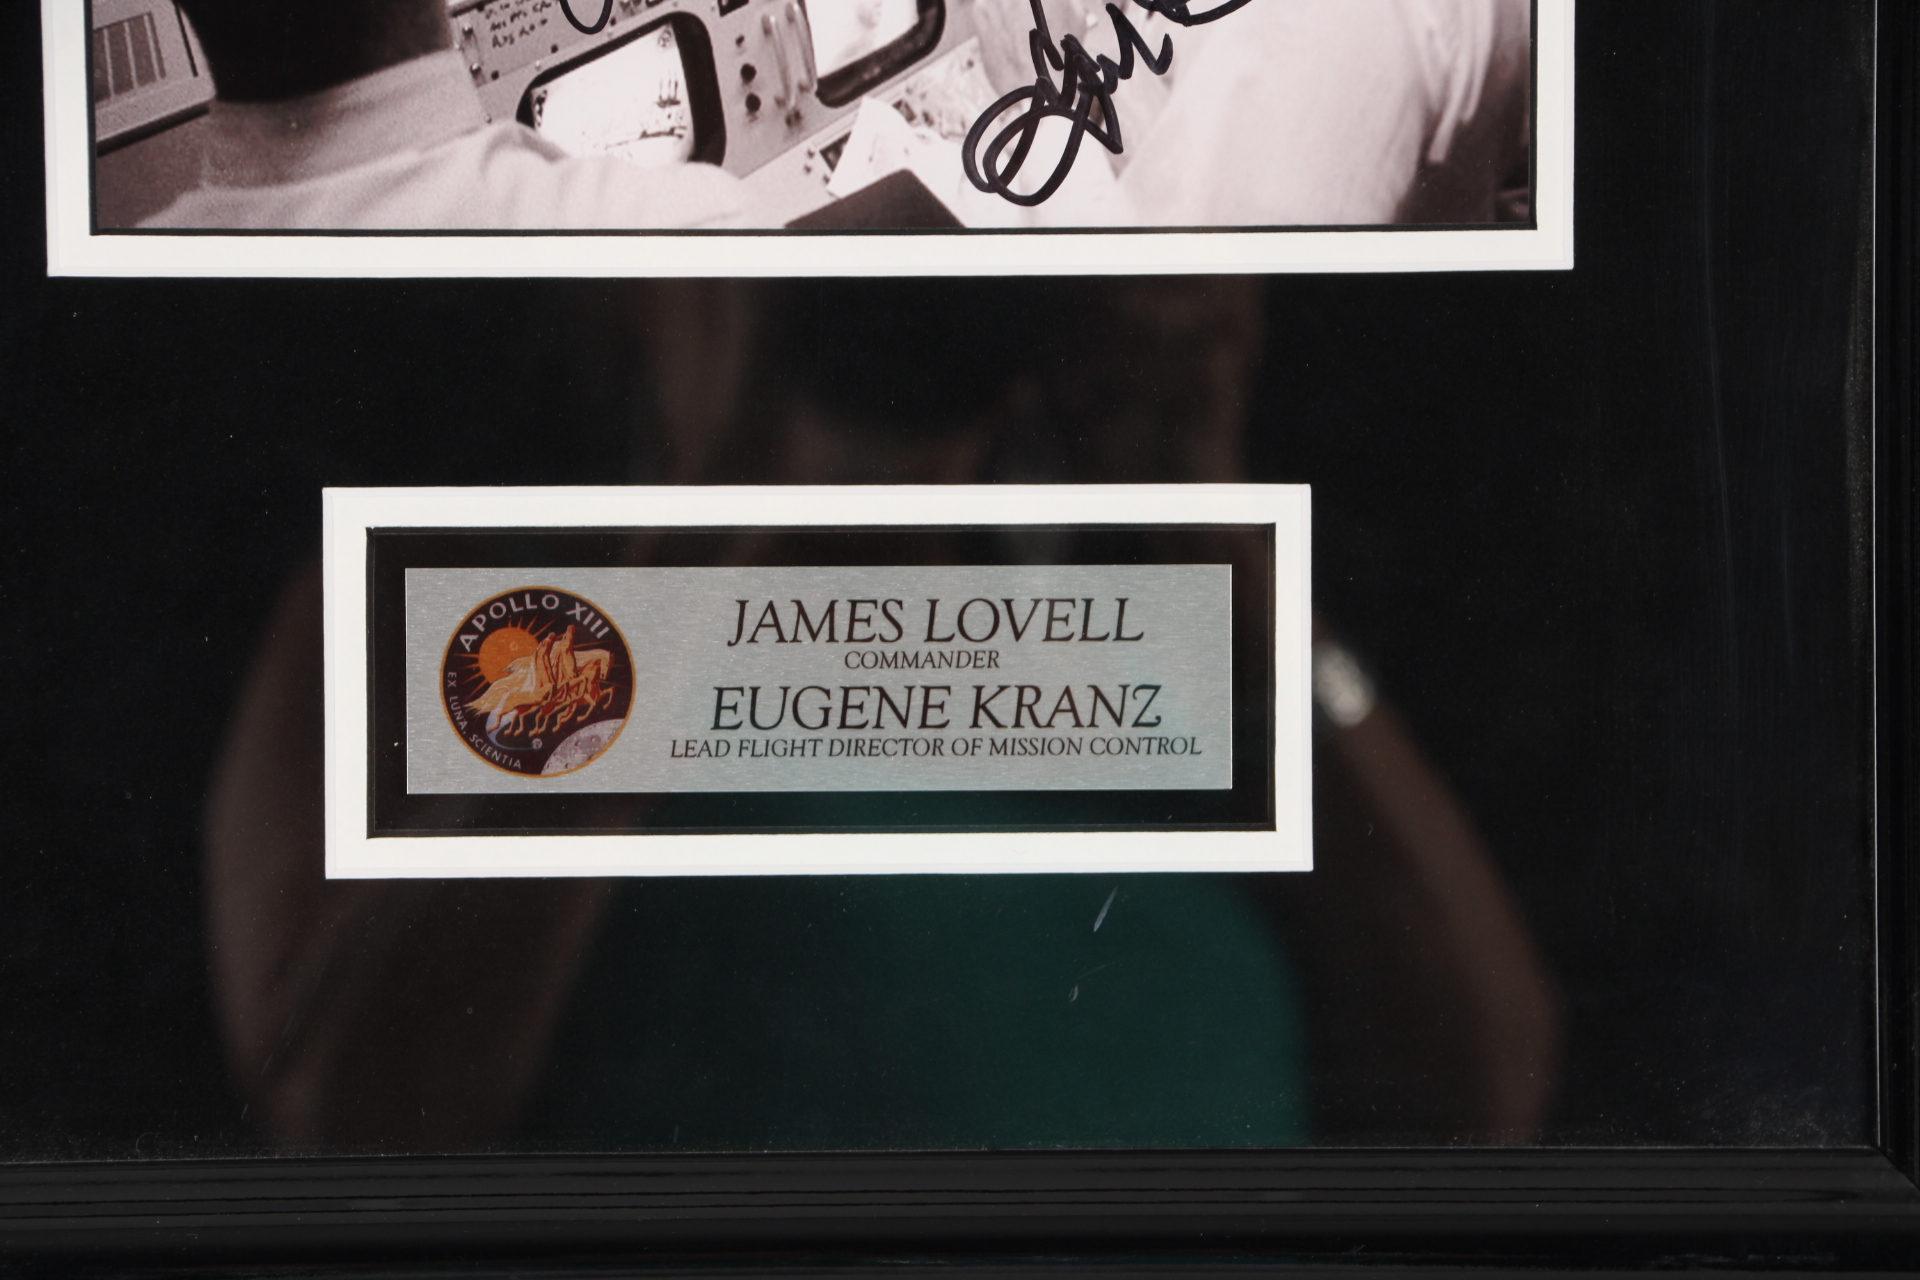 APOLLO XIII
EX LUNA, SCIENTIA
JAMES LOVELL
COMMANDER
EUGENE KRANZ
LEAD FLIGHT DIRECTOR OF MISSION CONTROL